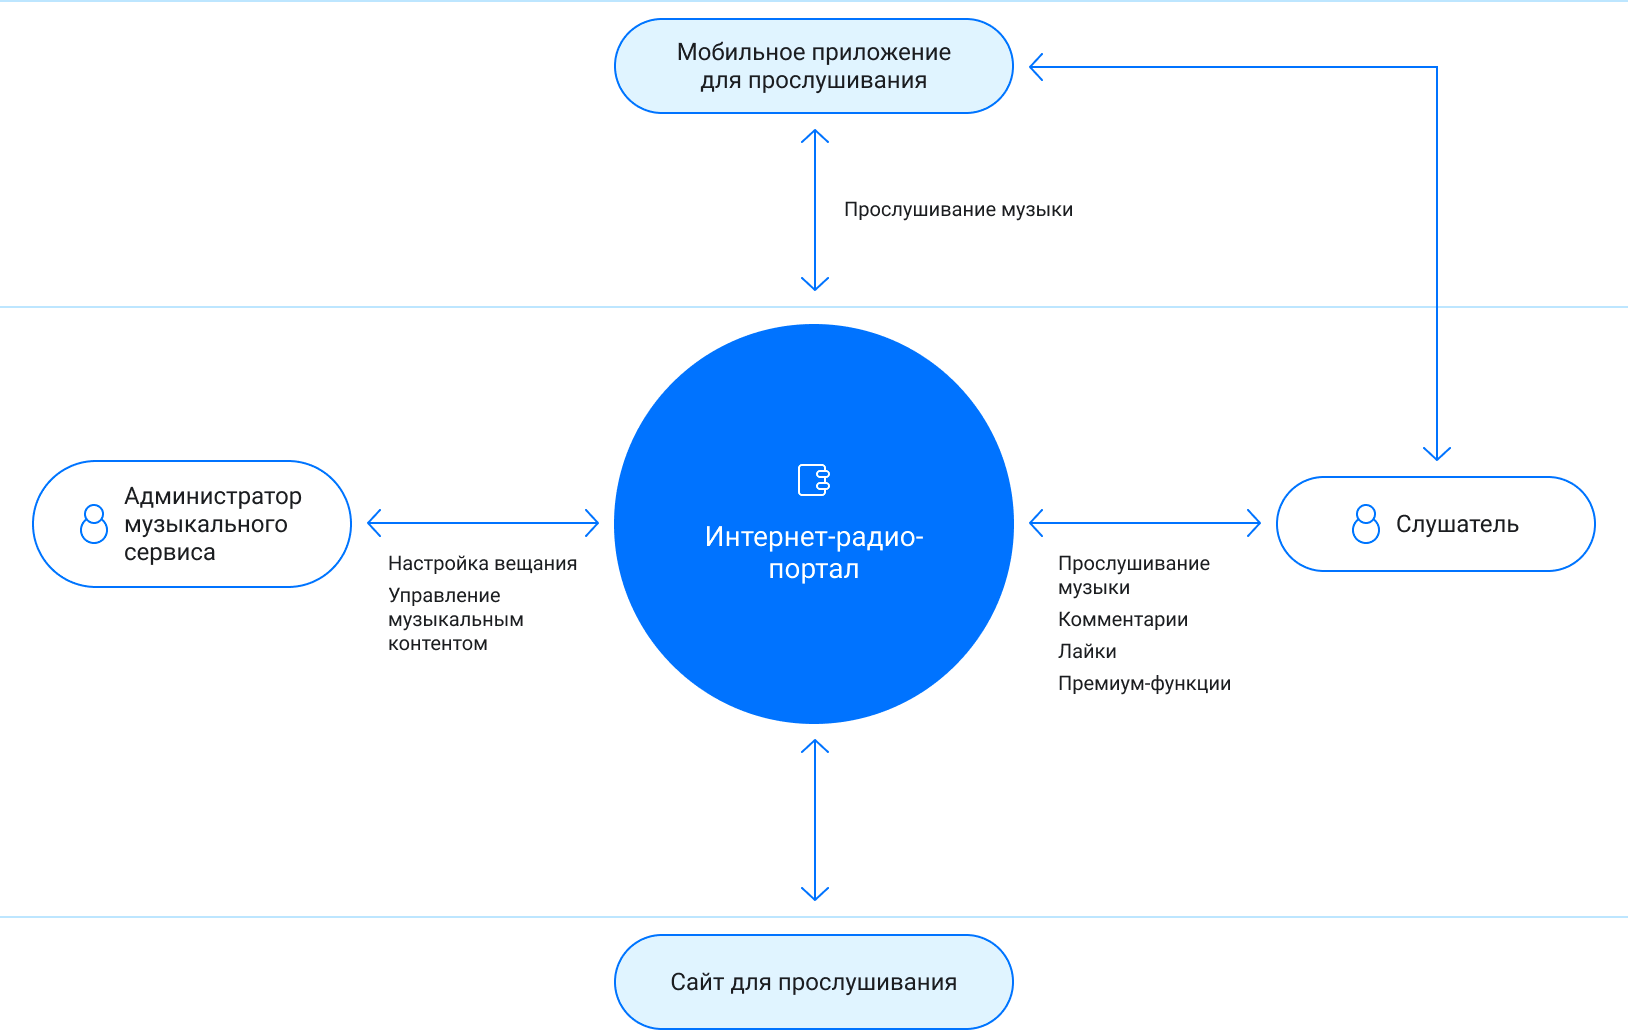 Мобильное приложение
для прослушивания
Прослушивание музыки
Администратор
музыкального
сервиса
Настройка вещания
Управление
музыкальным
контентом
Интернет-радио-
портал
Прослушивание
музыки
Комментарии
Лайки
Премиум-функции
Слушатель
Сайт для прослушивания